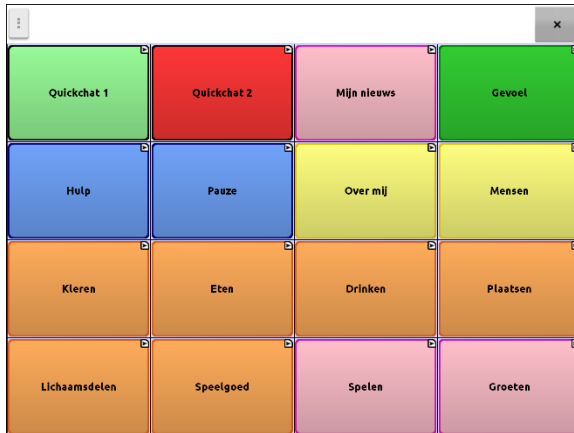 Quickchat 1
Quickchat 2
Mijn nieuws
Gevoel
Hulp
Pauze
Over mij
Mensen
Kleren
Eten
Drinken
Plaatsen
Lichaamsdelen
Speelgoed
Spelen
Groeten